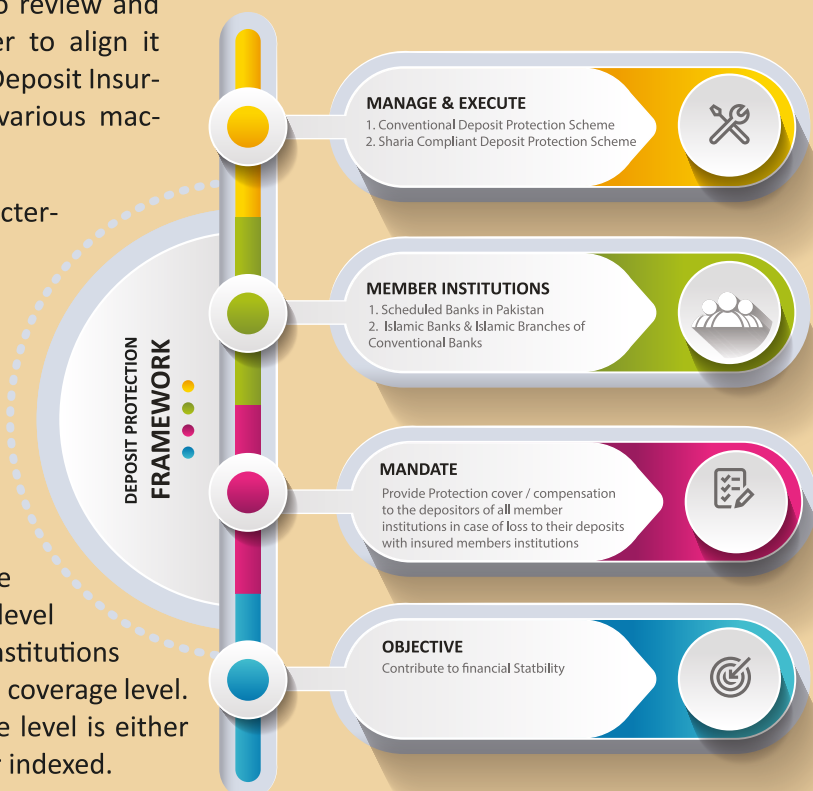 o review and
er to align it
Deposit Insur-
various mac-
cter-
e
level
nstitutions
coverage level.
e level is either
r indexed.
DEPOSIT PROTECTION
FRAMEWORK
MANAGE & EXECUTE
1. Conventional Deposit Protection Scheme
2. Sharia Compliant Deposit Protection Scheme
MEMBER INSTITUTIONS
1. Scheduled Banks in Pakistan
2. Islamic Banks & Islamic Branches of
Conventional Banks
MANDATE
Provide Protection cover / compensation
to the depositors of all member
institutions in case of loss to their deposits
with insured members institutions
OBJECTIVE
Contribute to financial Statbility